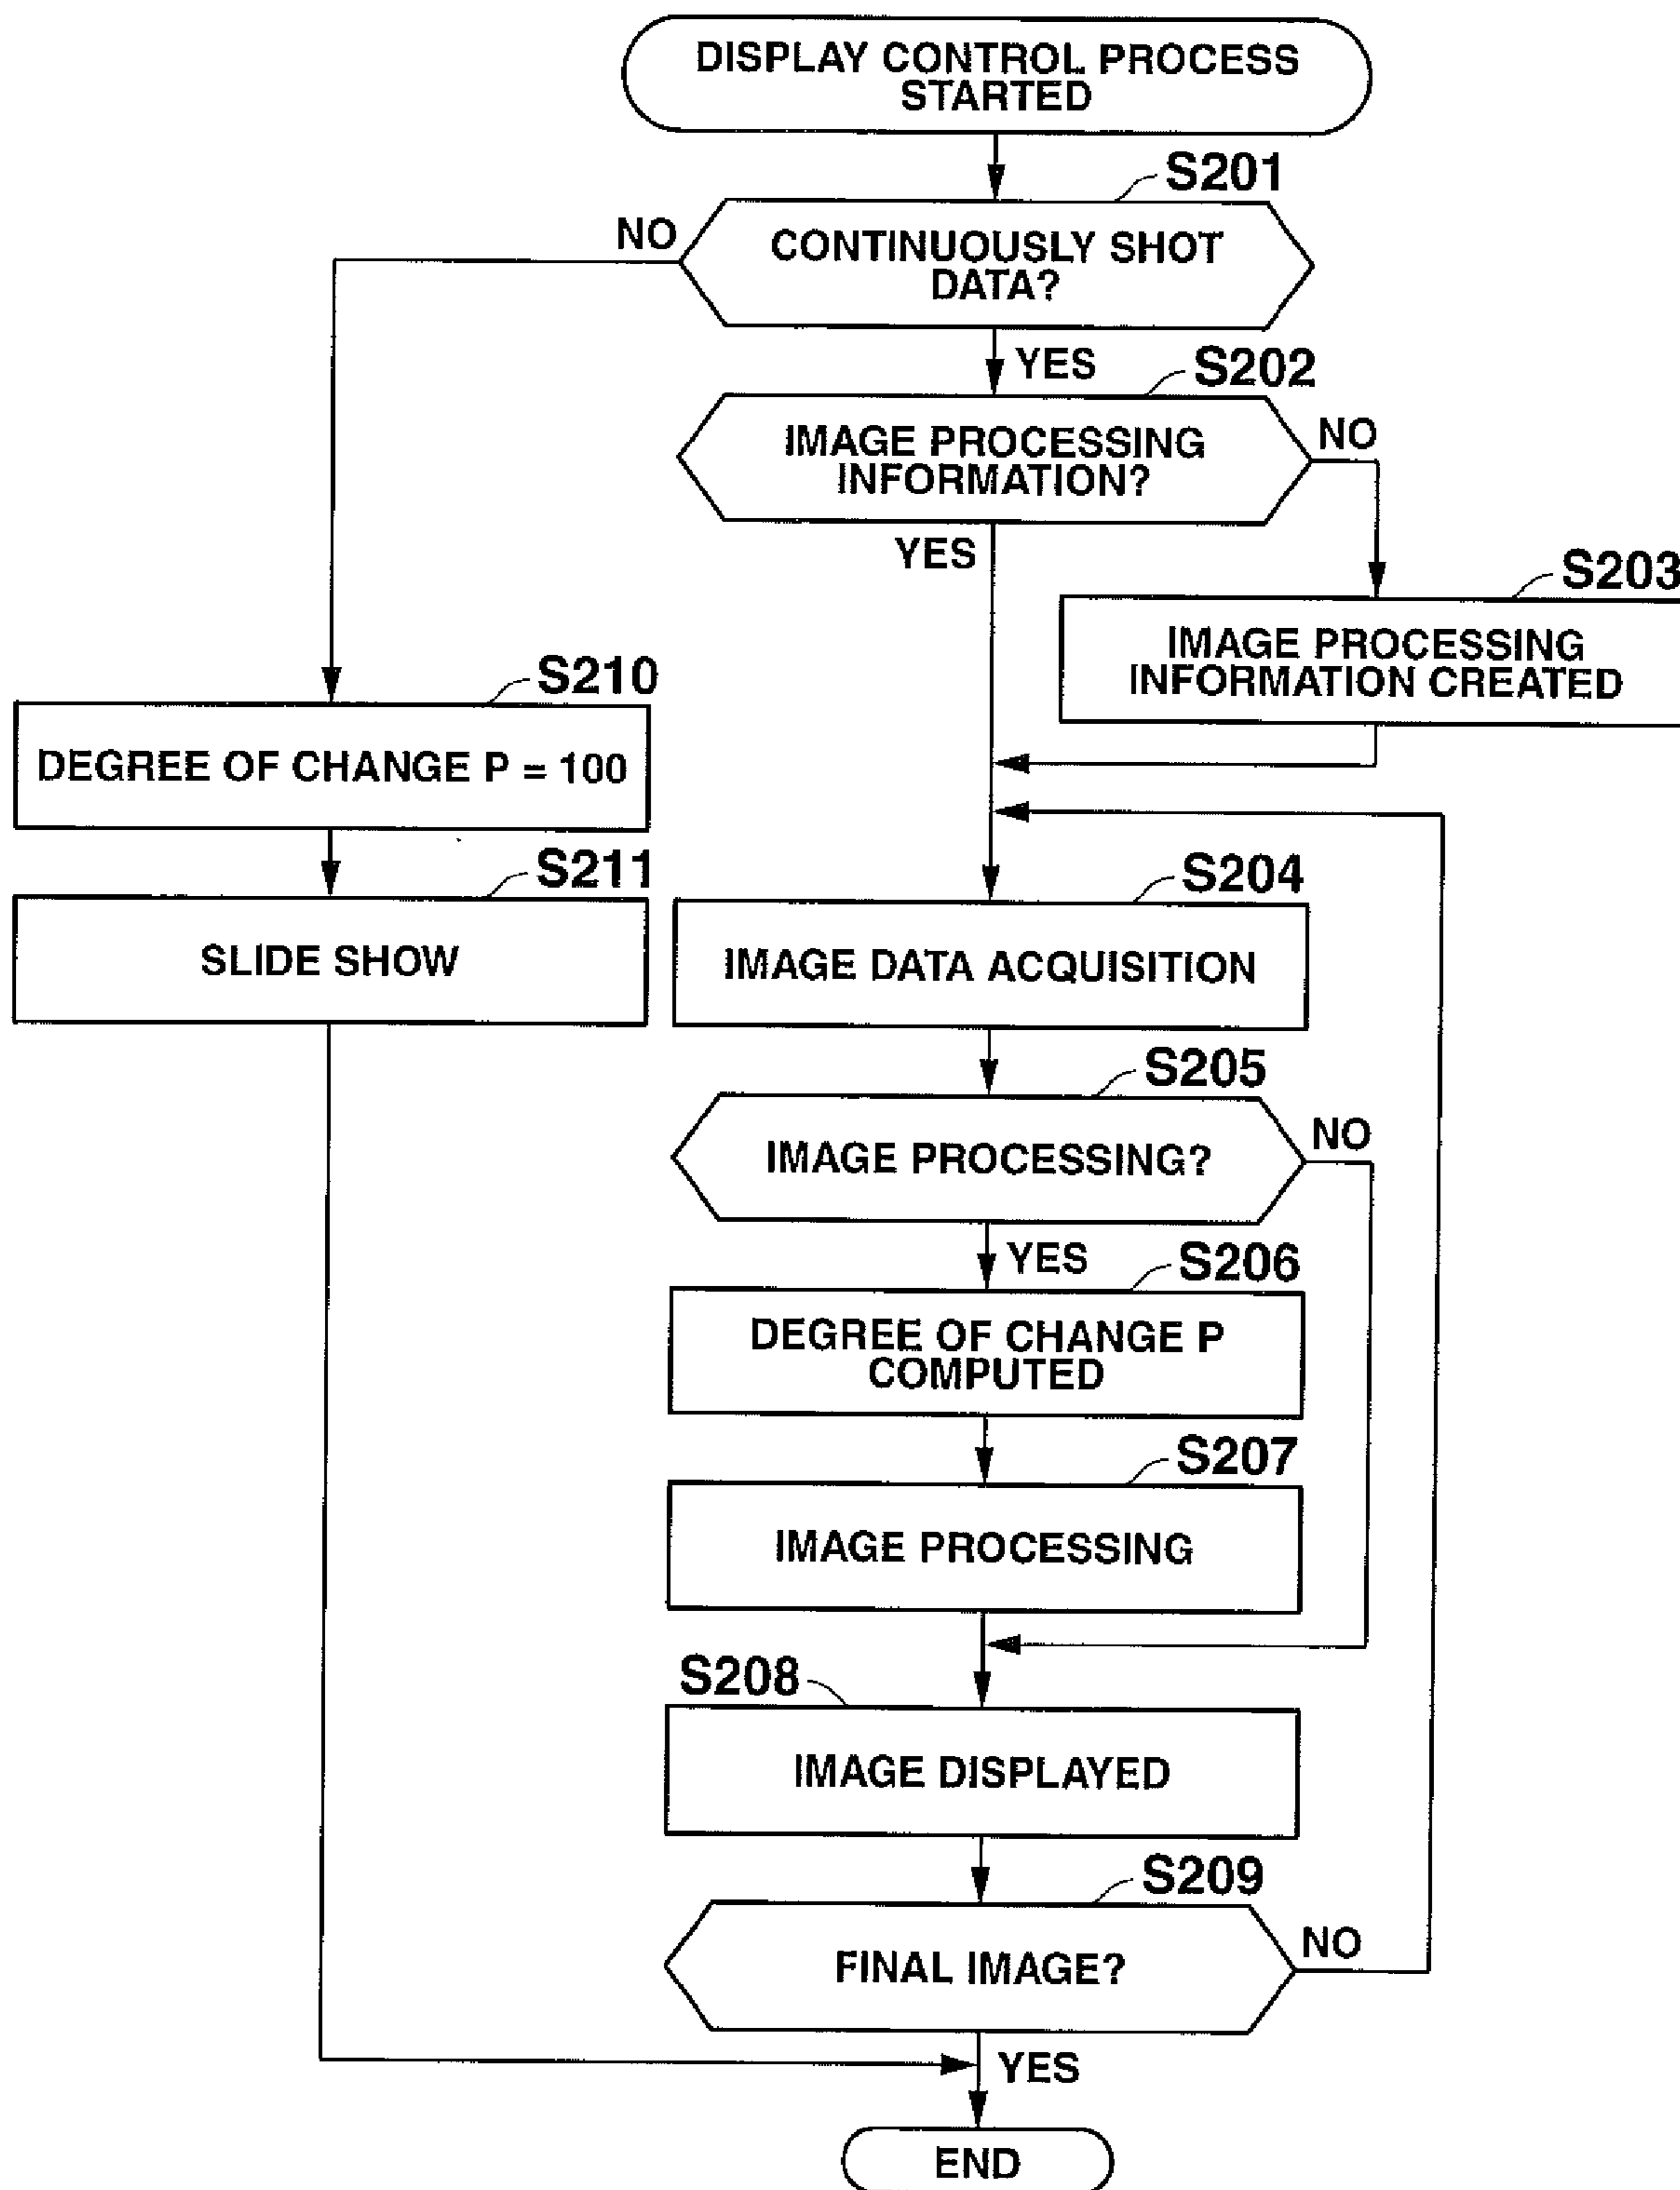 DISPLAY CONTROL PROCESS
STARTED
S201
NO
CONTINUOUSLY SHOT
DATA?
YES
S202
IMAGE PROCESSING
INFORMATION?
NO
YES
S203
IMAGE PROCESSING
INFORMATION CREATED
S210
DEGREE OF CHANGE P = 100
S211
SLIDE SHOW
S204
IMAGE DATA ACQUISITION
S205
IMAGE PROCESSING?
NO
YES
S206
DEGREE OF CHANGE P
COMPUTED
S207
IMAGE PROCESSING
S208
IMAGE DISPLAYED
S209
FINAL IMAGE?
NO
YES
END